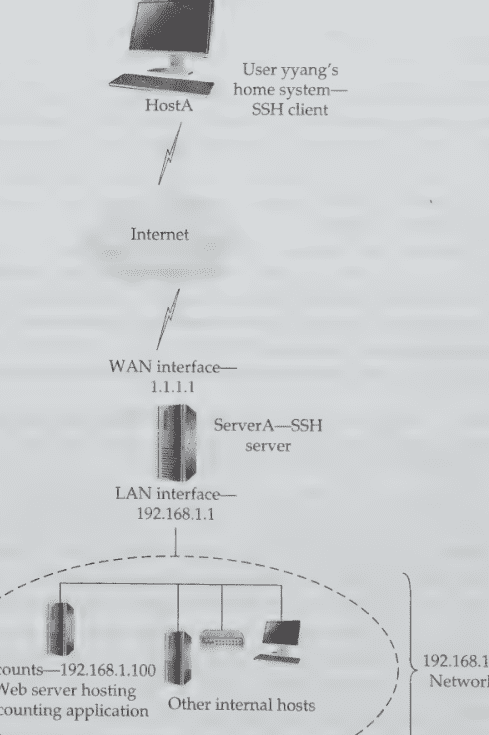 User yyang's
home system—
SSH client
HostA
Internet
WAN interface—
1.1.1.1
ServerA—SSH
server
LAN interface—
192.168.1.1
counts—192.168.1.100
Web server hosting
counting application
Other internal hosts
192.168.1
Network